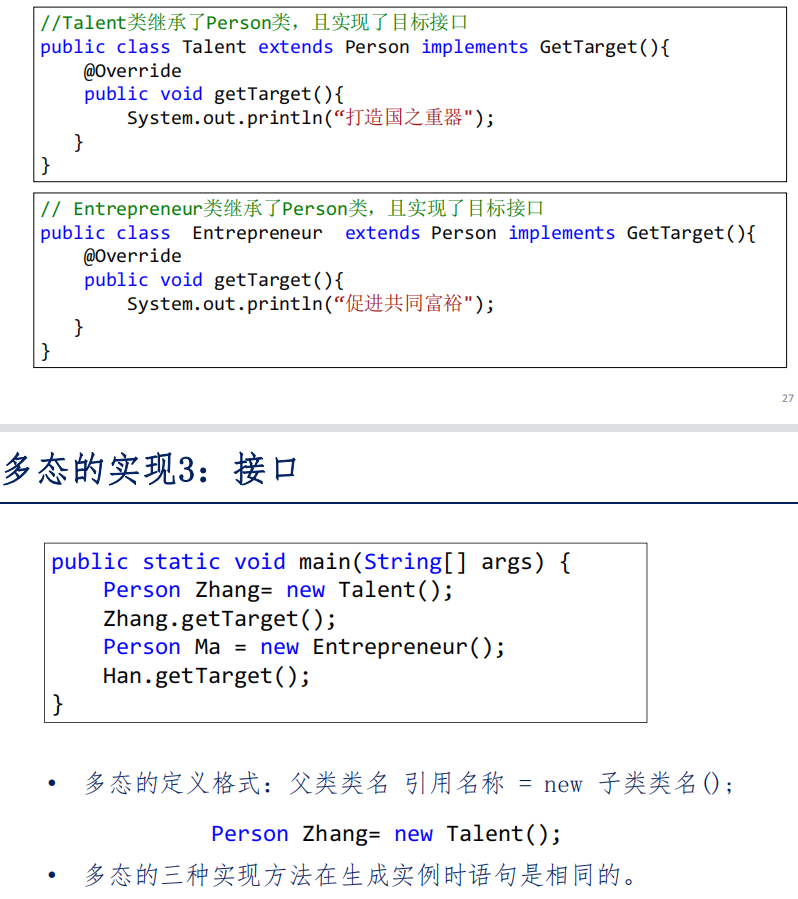 //Talent类继承了Person类，且实现了目标接口
public class Talent extends Person implements GetTarget(){
@Override
public void getTarget(){
System.out.println(“打造国之重器");
}
}
// Entrepreneur类继承了Person类，且实现了目标接口
public class Entrepreneur extends Person implements GetTarget(){
@Override
public void getTarget(){
System.out.println(“促进共同富裕");
}
}
27
多态的实现3：接口
public static void main(String[] args) {
Person Zhang= new Talent();
Zhang.getTarget();
Person Ma = new Entrepreneur();
Han.getTarget();
}
• 多态的定义格式：父类类名 引用名称 = new 子类类名();
Person Zhang= new Talent();
• 多态的三种实现方法在生成实例时语句是相同的。